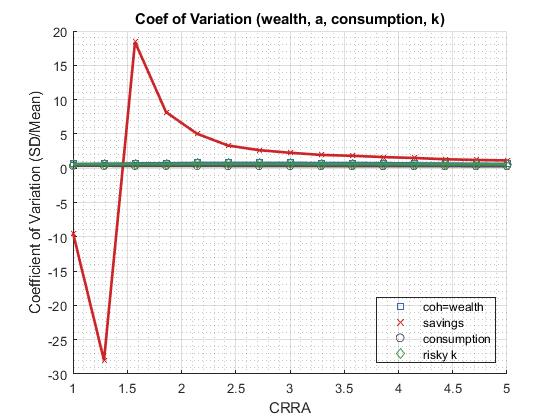 Coef of Variation (wealth, a, consumption, k)
20
15
10
5
0
-5
-10
-15
-20
-25
-30
Coefficient of Variation (SD/Mean)
coh=wealth
savings
consumption
risky k
1 1.5 2 2.5 3 3.5 4 4.5 5
CRRA